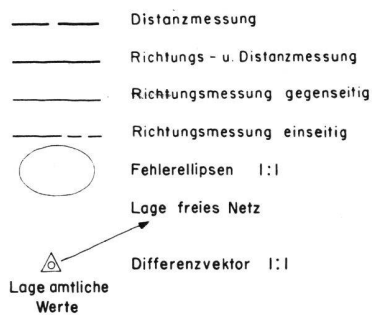 Distanzmessung
Richtungs - u. Distanzmessung
Richtungsmessung gegenseitig
Richtungsmessung einseitig
Fehlerellipsen 1:1
Lage freies Netz
Differenzvektor 1:1
Lage amtliche
Werte